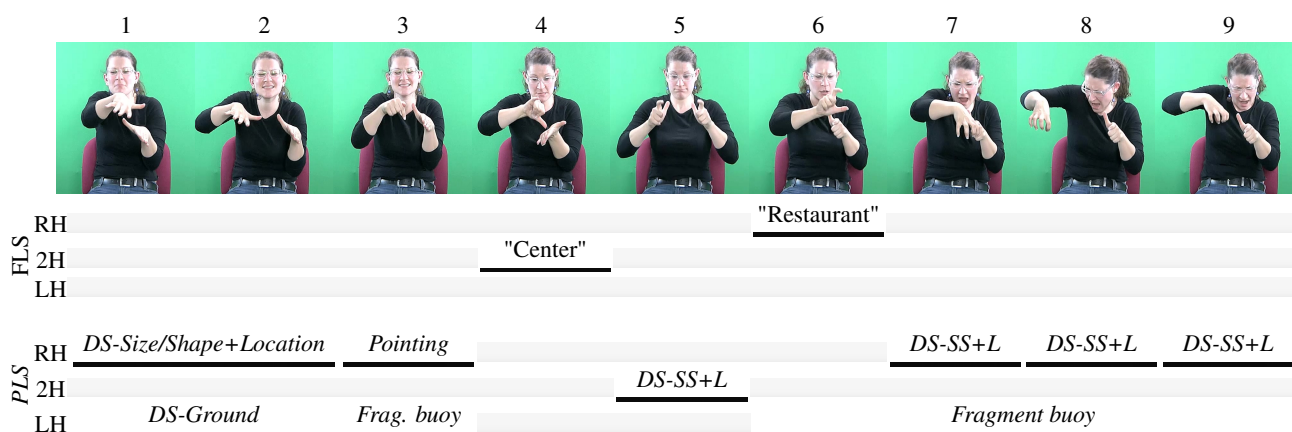 1 2 3 4 5 6 7 8 9
FLS
RH "Restaurant"
2H "Center"
LH
PLS
RH DS-Size/Shape+Location Pointing DS-SS+L DS-SS+L DS-SS+L
2H DS-SS+L
LH DS-Ground Frag. buoy Fragment buoy